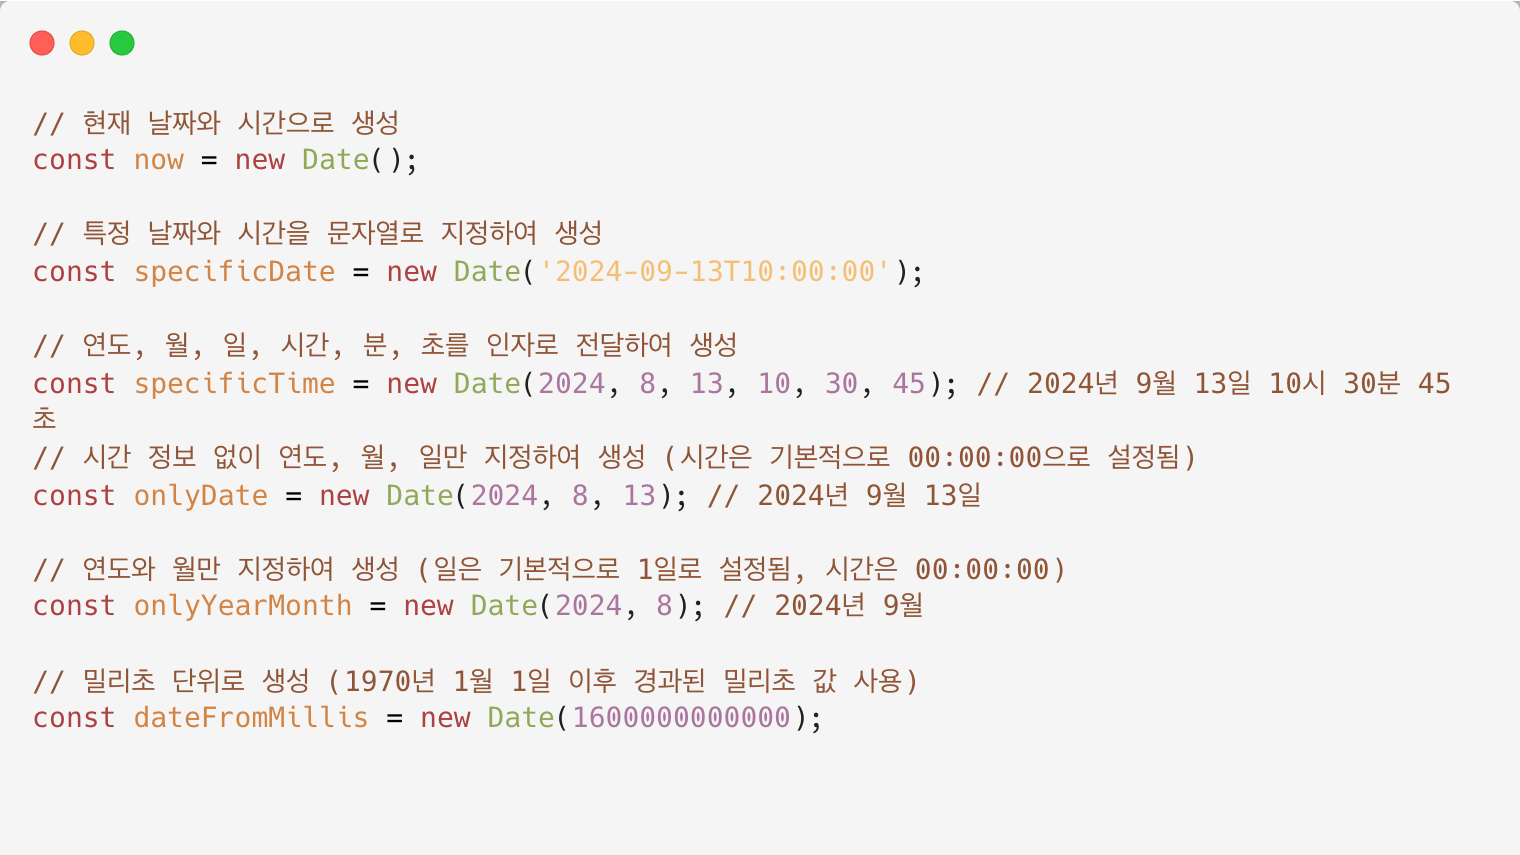 // 현재 날짜와 시간으로 생성
const now = new Date();
// 특정 날짜와 시간을 문자열로 지정하여 생성
const specificDate = new Date('2024-09-13T10:00:00');
// 연도, 월, 일, 시간, 분, 초를 인자로 전달하여 생성
const specificTime = new Date(2024, 8, 13, 10, 30, 45); // 2024년 9월 13일 10시 30분 45
초
// 시간 정보 없이 연도, 월, 일만 지정하여 생성 (시간은 기본적으로 00:00:00으로 설정됨)
const onlyDate = new Date(2024, 8, 13); // 2024년 9월 13일
// 연도와 월만 지정하여 생성 (일은 기본적으로 1일로 설정됨, 시간은 00:00:00)
const onlyYearMonth = new Date(2024, 8); // 2024년 9월
// 밀리초 단위로 생성 (1970년 1월 1일 이후 경과된 밀리초 값 사용)
const dateFromMillis = new Date(1600000000000);